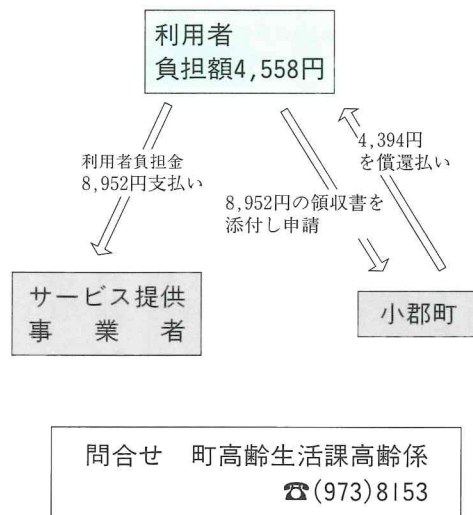 利用者
負担額4,558円
利用者負担金
8,952円支払い
4,394円
を償還払い
8,952円の領収書を
添付し申請
サービス提供
事業者
小郡町
問合せ 町高齢生活課高齢係
☎(973)8153